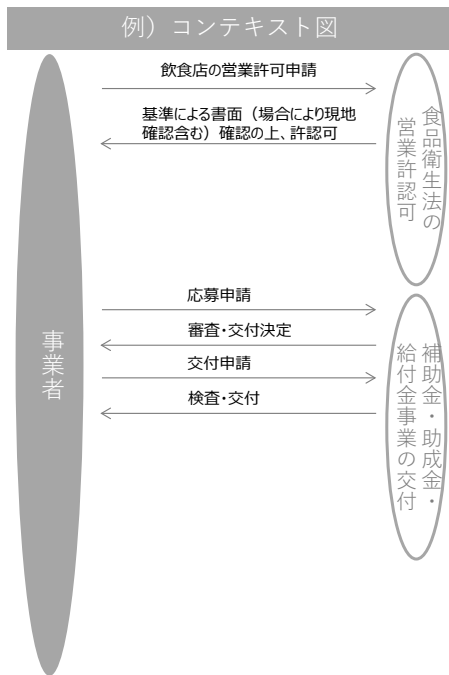 例）コンテキスト図
飲食店の営業許可申請
基準による書面（場合により現地
確認含む）確認の上、許認可
食品衛生法の
営業許認可
応募申請
審査・交付決定
交付申請
検査・交付
事業者
補助金・助成金・
給付金事業の交付